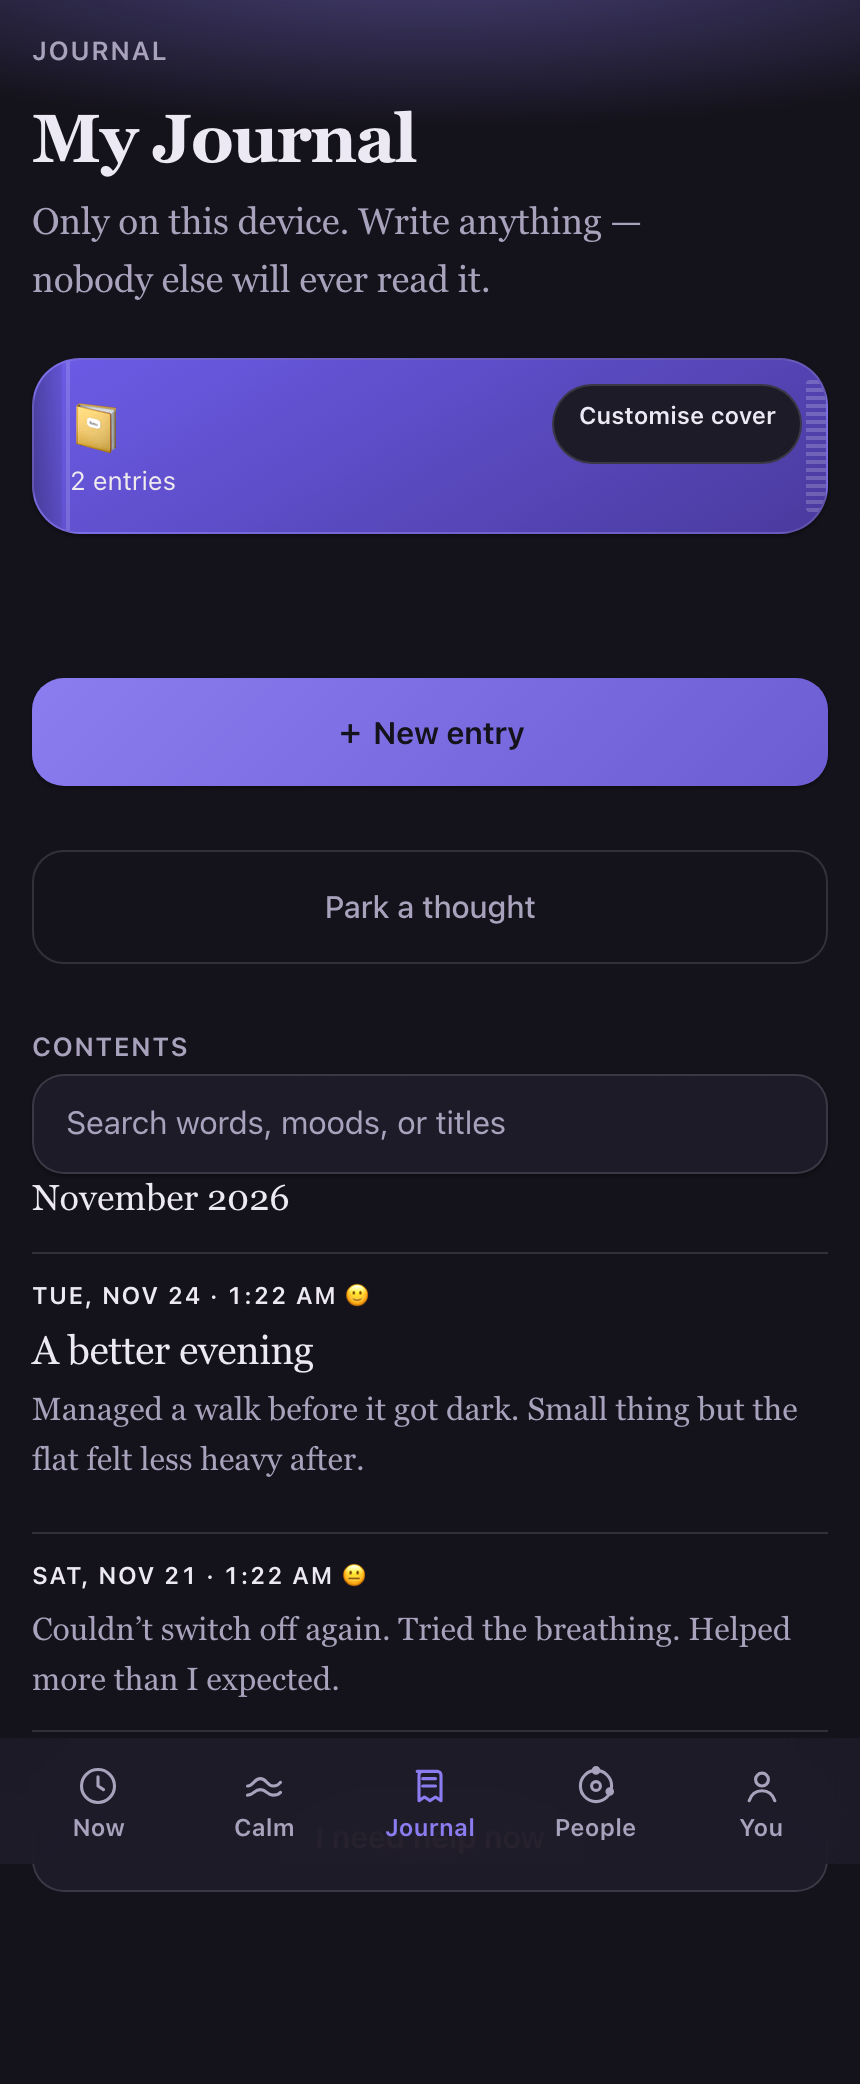 JOURNAL
My Journal
Only on this device. Write anything —
nobody else will ever read it.
Customise cover
2 entries
+ New entry
Park a thought
CONTENTS
Search words, moods, or titles
November 2026
TUE, NOV 24 · 1:22 AM 🙂
A better evening
Managed a walk before it got dark. Small thing but the
flat felt less heavy after.
SAT, NOV 21 · 1:22 AM 😐
Couldn’t switch off again. Tried the breathing. Helped
more than I expected.
I need help now
Now
Calm
Journal
People
You